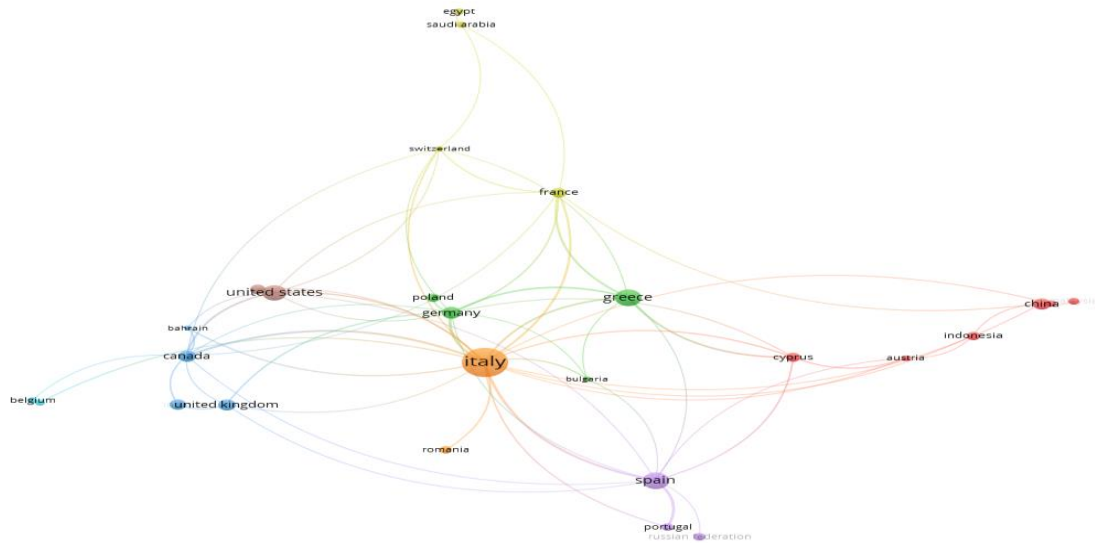 egypt
saudi arabia
switzerland
france
united states
poland
greece
germany
china
bahrain
indonesia
canada
italy
cyprus
austria
bulgaria
belgium
united kingdom
romania
spain
portugal
russian federation